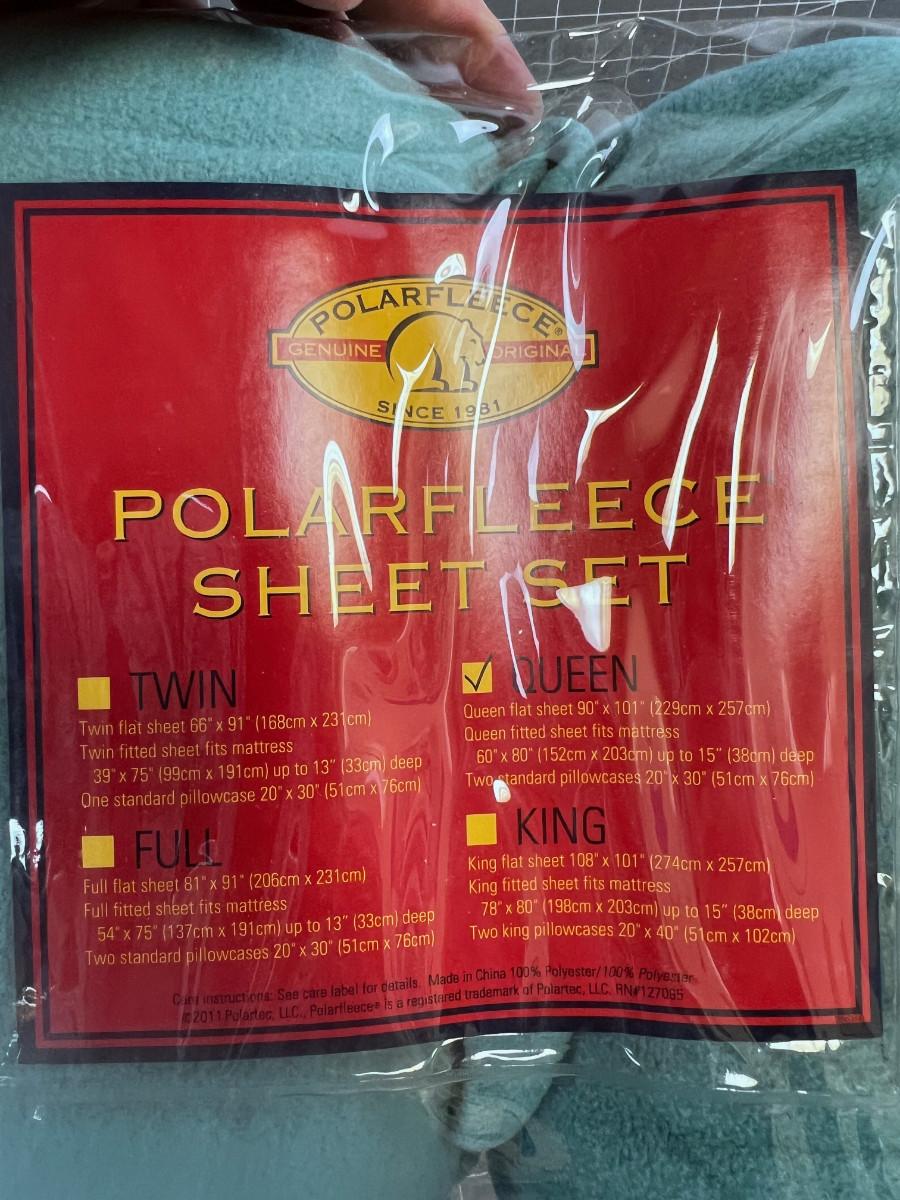 POLARFLEECE®
GENUINE ORIGINAL
SINCE 1981
POLARFLEECE
SHEET SET
TWIN
Twin flat sheet 66" x 91" (168cm x 231cm)
Twin fitted sheet fits mattress
39" x 75" (99cm x 191cm) up to 13" (33cm) deep
One standard pillowcase 20" x 30" (51cm x 76cm)
QUEEN
Queen flat sheet 90" x 101" (229cm x 257cm)
Queen fitted sheet fits mattress
60" x 80" (152cm x 203cm) up to 15" (38cm) deep
Two standard pillowcases 20" x 30" (51cm x 76cm)
FULL
Full flat sheet 81" x 91" (206cm x 231cm)
Full fitted sheet fits mattress
54" x 75" (137cm x 191cm) up to 13" (33cm) deep
Two standard pillowcases 20" x 30" (51cm x 76cm)
KING
King flat sheet 108" x 101" (274cm x 257cm)
King fitted sheet fits mattress
78" x 80" (198cm x 203cm) up to 15" (38cm) deep
Two king pillowcases 20" x 40" (51cm x 102cm)
Care instructions: See care label for details. Made in China 100% Polyester/100% Polyester
©2011 Polartec, LLC., Polarfleece® is a registered trademark of Polartec, LLC. RN#127065